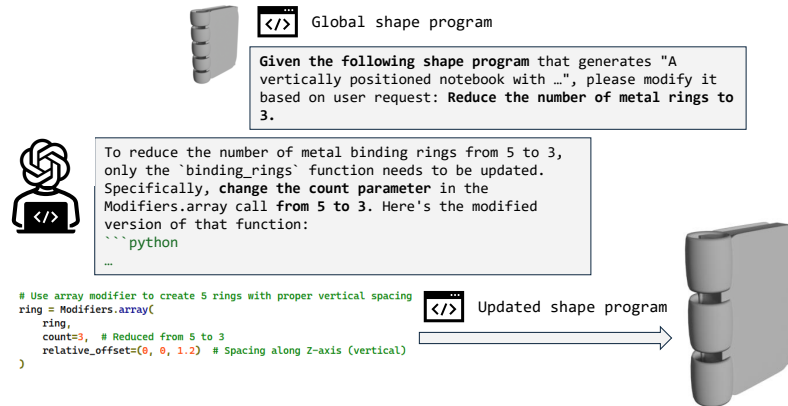 </> Global shape program
Given the following shape program that generates "A
vertically positioned notebook with …", please modify it
based on user request: Reduce the number of metal rings to
3.
To reduce the number of metal binding rings from 5 to 3,
only the `binding_rings` function needs to be updated.
Specifically, change the count parameter in the
Modifiers.array call from 5 to 3. Here's the modified
version of that function:
```python
…
</>
# Use array modifier to create 5 rings with proper vertical spacing
ring = Modifiers.array(
    ring,
    count=3,  # Reduced from 5 to 3
    relative_offset=(0, 0, 1.2)  # Spacing along Z-axis (vertical)
)
</> Updated shape program